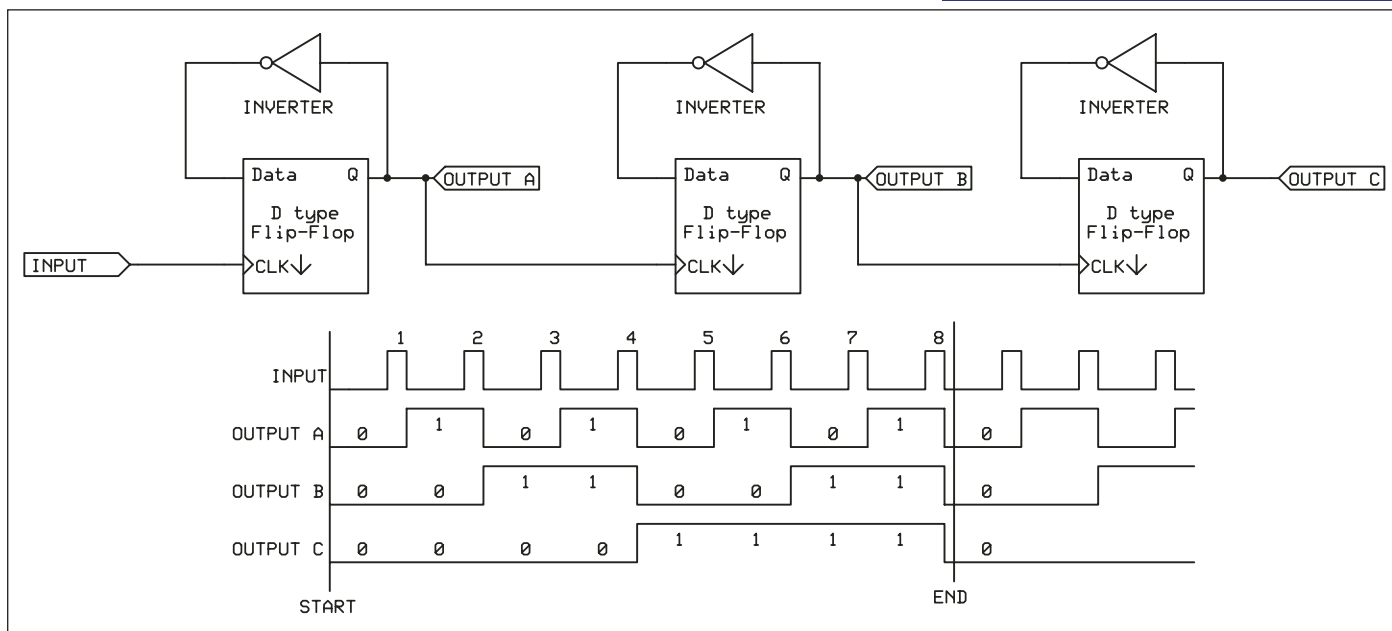 INVERTER INVERTER INVERTER
Data Q OUTPUT A Data Q OUTPUT B Data Q OUTPUT C
D type D type D type
Flip-Flop Flip-Flop Flip-Flop
INPUT CLK↓ CLK↓ CLK↓
1 2 3 4 5 6 7 8
INPUT
OUTPUT A 0 1 0 1 0 1 0 1 0
OUTPUT B 0 0 1 1 0 0 1 1 0
OUTPUT C 0 0 0 0 1 1 1 1 0
START END